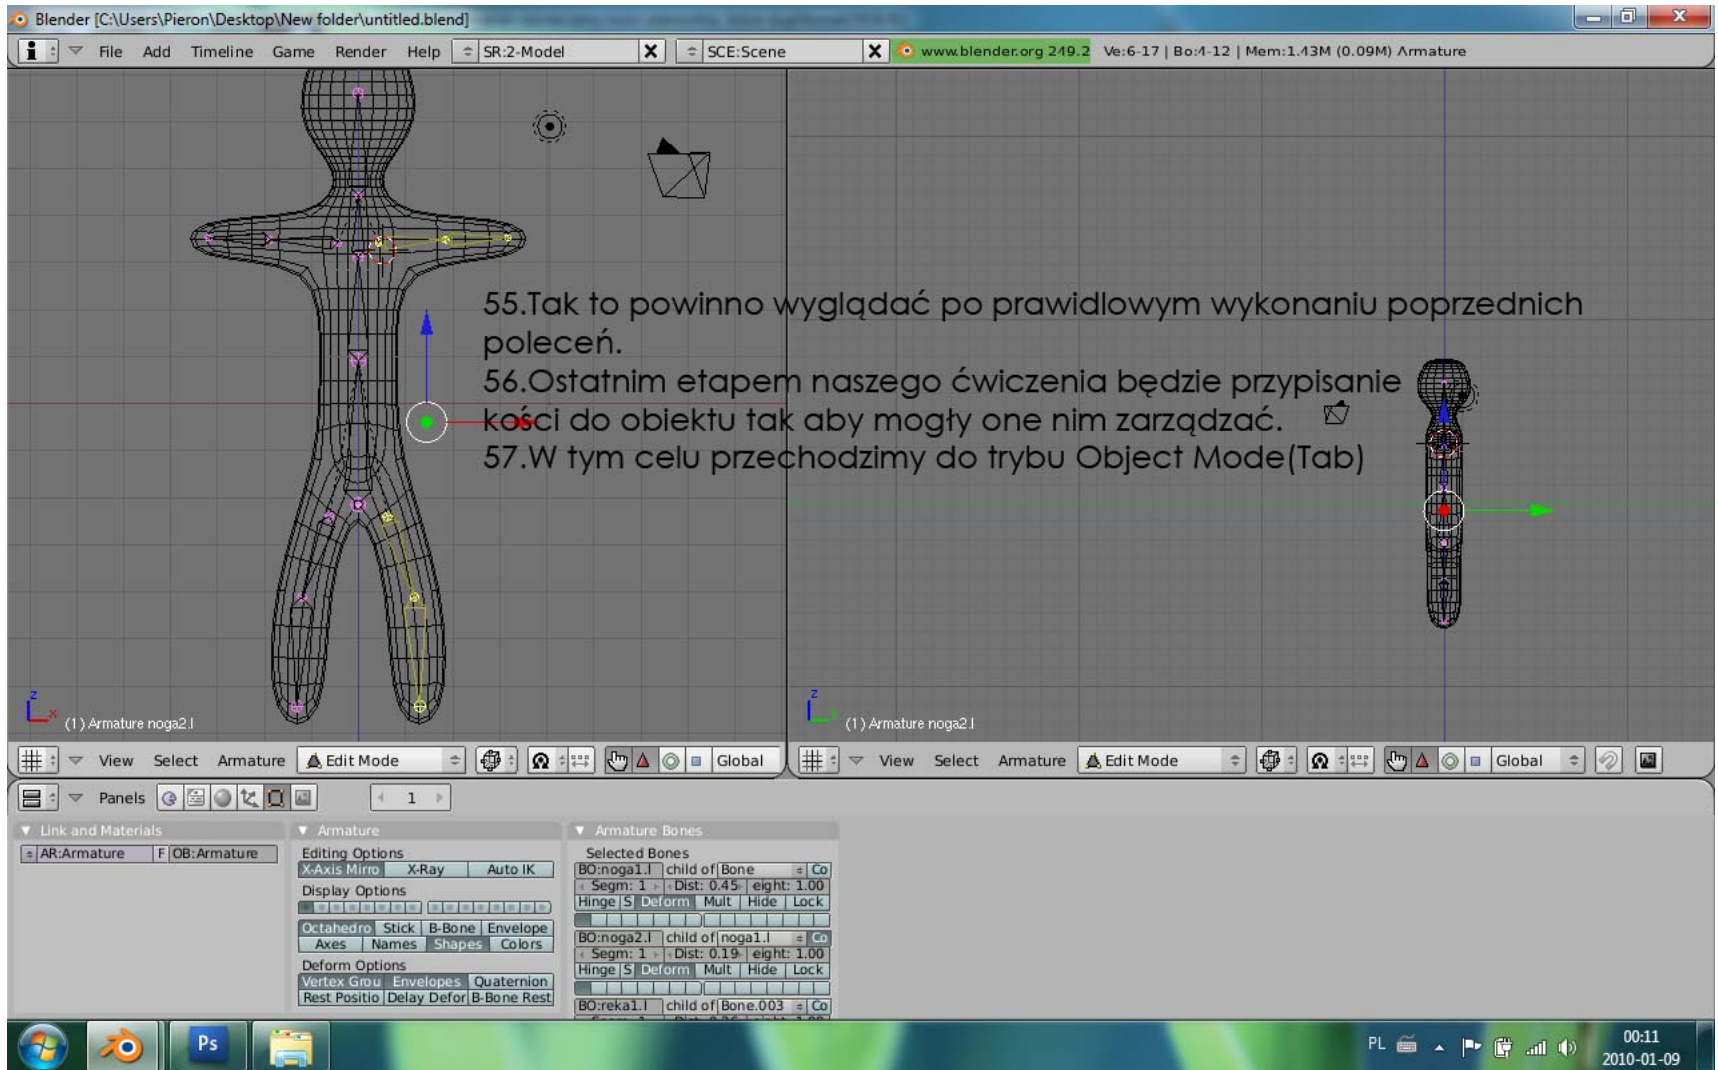 Blender [C:\Users\Pieron\Desktop\New folder\untitled.blend]
File Add Timeline Game Render Help SR:2-Model X SCE:Scene X www.blender.org 249.2 Ve:6-17 | Bo:4-12 | Mem:1.43M (0.09M) Armature
55.Tak to powinno wyglądać po prawidlowym wykonaniu poprzednich
poleceń.
56.Ostatnim etapem naszego ćwiczenia będzie przypisanie
kości do obiektu tak aby mogły one nim zarządzać.
57.W tym celu przechodzimy do trybu Object Mode(Tab)
z x (1) Armature noga2.l
z (1) Armature noga2.l
View Select Armature Edit Mode Global
View Select Armature Edit Mode Global
Panels 1
Link and Materials
AR:Armature F OB:Armature
Armature
Editing Options
X-Axis Mirro X-Ray Auto IK
Display Options
Octahedro Stick B-Bone Envelope
Axes Names Shapes Colors
Deform Options
Vertex Grou Envelopes Quaternion
Rest Positio Delay Defor B-Bone Rest
Armature Bones
Selected Bones
BO:noga1.l child of Bone Co
Segm: 1 Dist: 0.45 eight: 1.00
Hinge S Deform Mult Hide Lock
BO:noga2.l child of noga1.l Co
Segm: 1 Dist: 0.19 eight: 1.00
Hinge S Deform Mult Hide Lock
BO:reka1.l child of Bone.003 Co
Ps
PL
00:11
2010-01-09